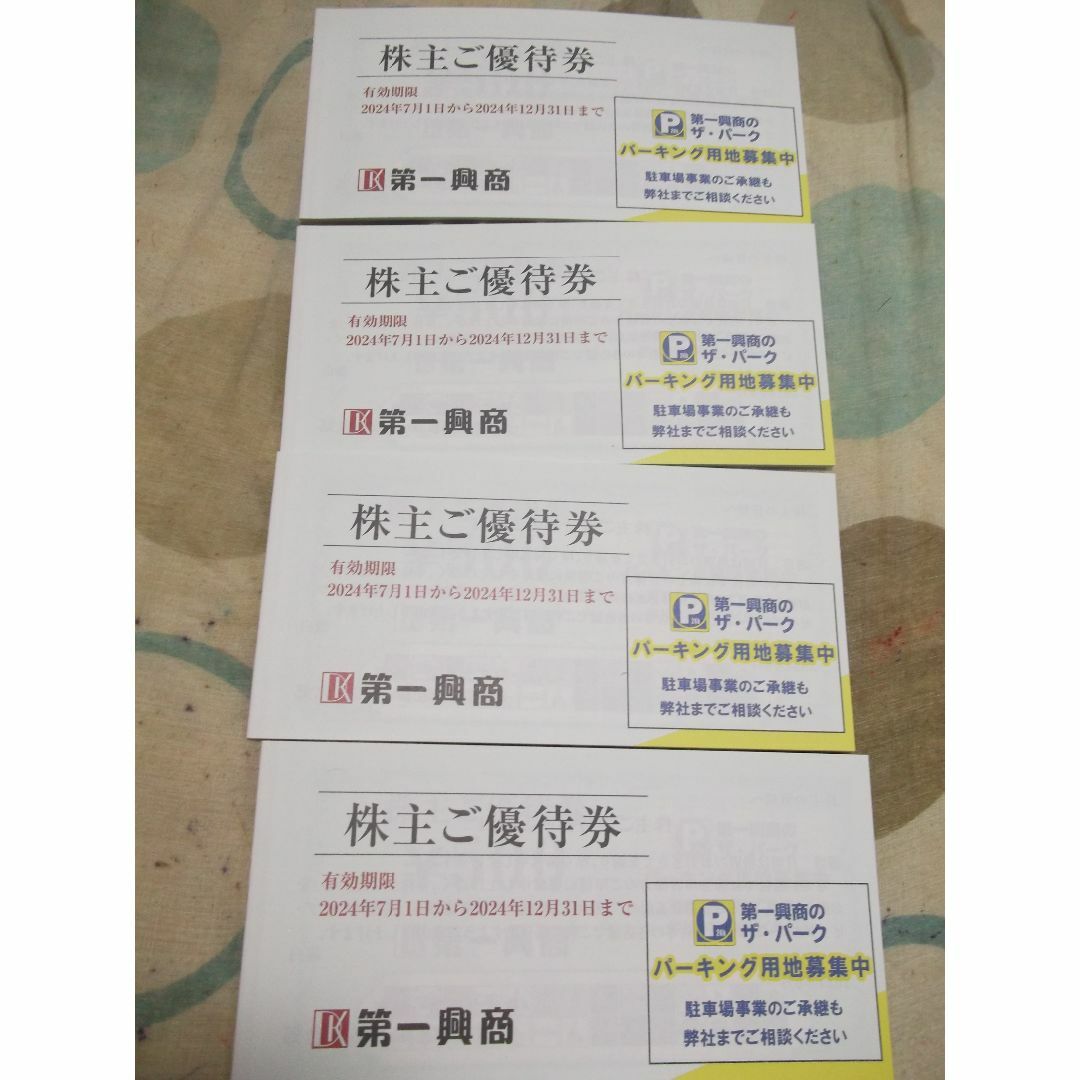 株主ご優待券
有効期限
2024年7月1日から2024年12月31日まで
DK 第一興商
P 24h 第一興商の
ザ・パーク
パーキング用地募集中
駐車場事業のご承継も
弊社までご相談ください
株主ご優待券
有効期限
2024年7月1日から2024年12月31日まで
DK 第一興商
P 24h 第一興商の
ザ・パーク
パーキング用地募集中
駐車場事業のご承継も
弊社までご相談ください
株主ご優待券
有効期限
2024年7月1日から2024年12月31日まで
DK 第一興商
P 24h 第一興商の
ザ・パーク
パーキング用地募集中
駐車場事業のご承継も
弊社までご相談ください
株主ご優待券
有効期限
2024年7月1日から2024年12月31日まで
DK 第一興商
P 24h 第一興商の
ザ・パーク
パーキング用地募集中
駐車場事業のご承継も
弊社までご相談ください